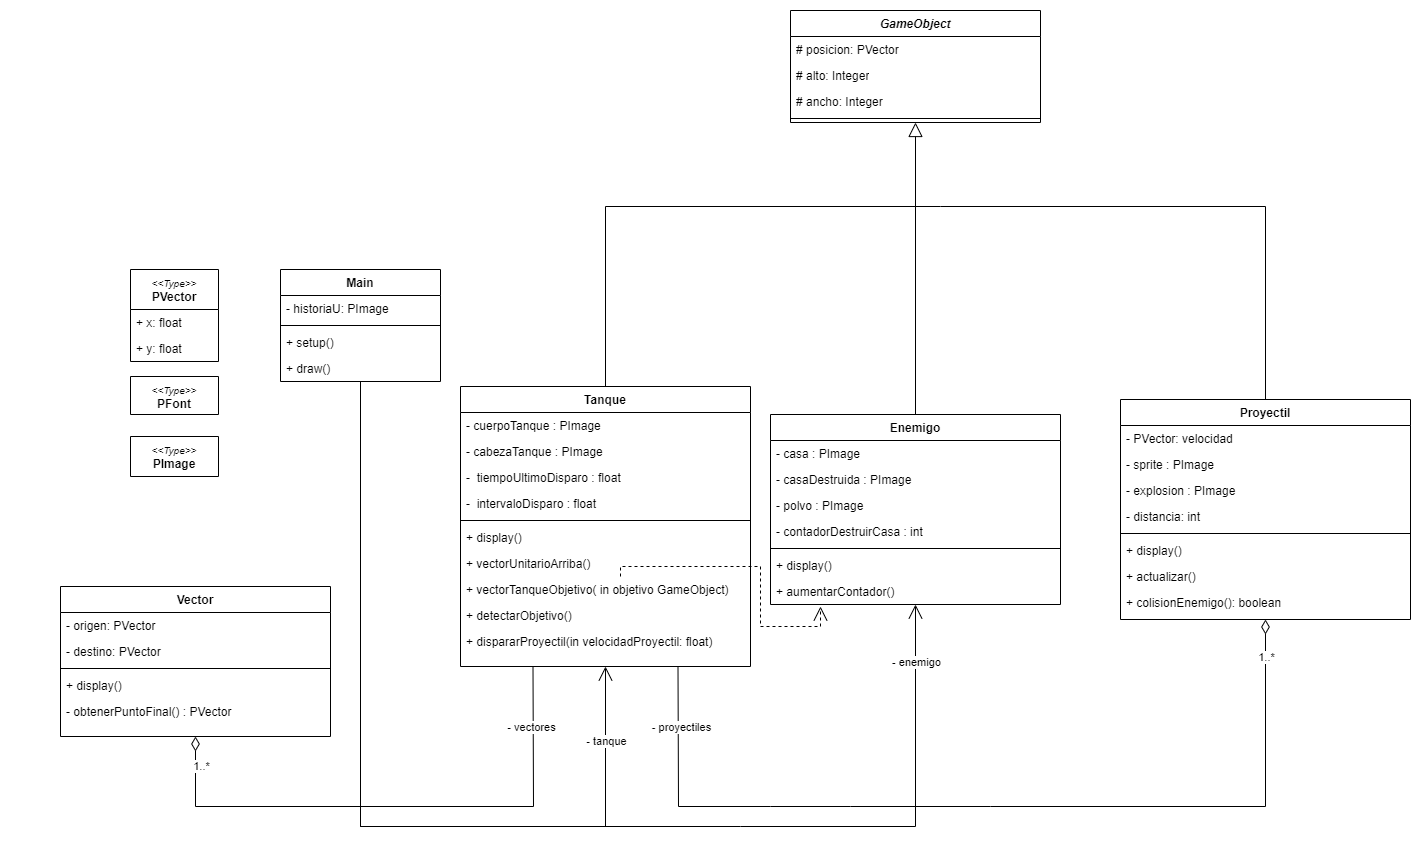 GameObject
# posicion: PVector
# alto: Integer
# ancho: Integer
<<Type>>
PVector
+ x: float
+ y: float
<<Type>>
PFont
<<Type>>
PImage
Main
- historiaU: PImage
+ setup()
+ draw()
Tanque
- cuerpoTanque : PImage
- cabezaTanque : PImage
- tiempoUltimoDisparo : float
- intervaloDisparo : float
+ display()
+ vectorUnitarioArriba()
+ vectorTanqueObjetivo( in objetivo GameObject)
+ detectarObjetivo()
+ dispararProyectil(in velocidadProyectil: float)
Enemigo
- casa : PImage
- casaDestruida : PImage
- polvo : PImage
- contadorDestruirCasa : int
+ display()
+ aumentarContador()
Proyectil
- PVector: velocidad
- sprite : PImage
- explosion : PImage
- distancia: int
+ display()
+ actualizar()
+ colisionEnemigo(): boolean
Vector
- origen: PVector
- destino: PVector
+ display()
- obtenerPuntoFinal() : PVector
1..*
- vectores
- tanque
- proyectiles
- enemigo
1..*